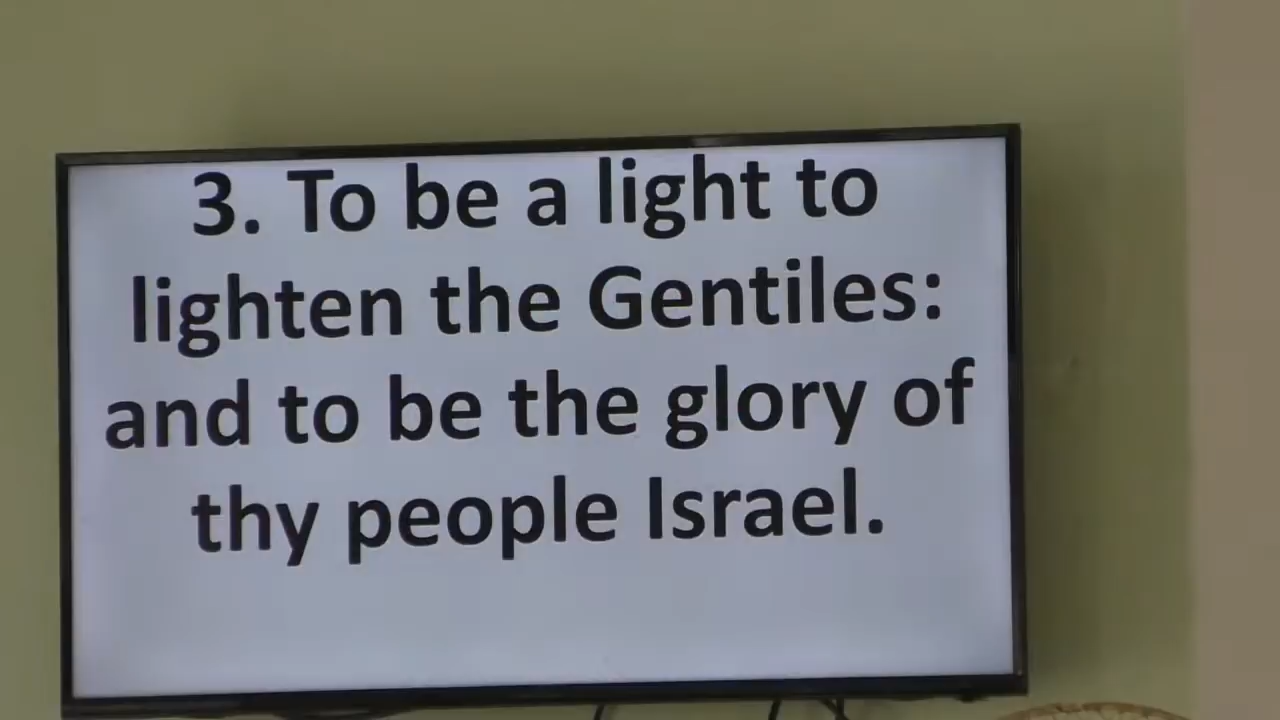 3. To be a light to
lighten the Gentiles:
and to be the glory of
thy people Israel.